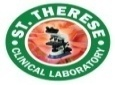 ST. THERESE
CLINICAL LABORATORY